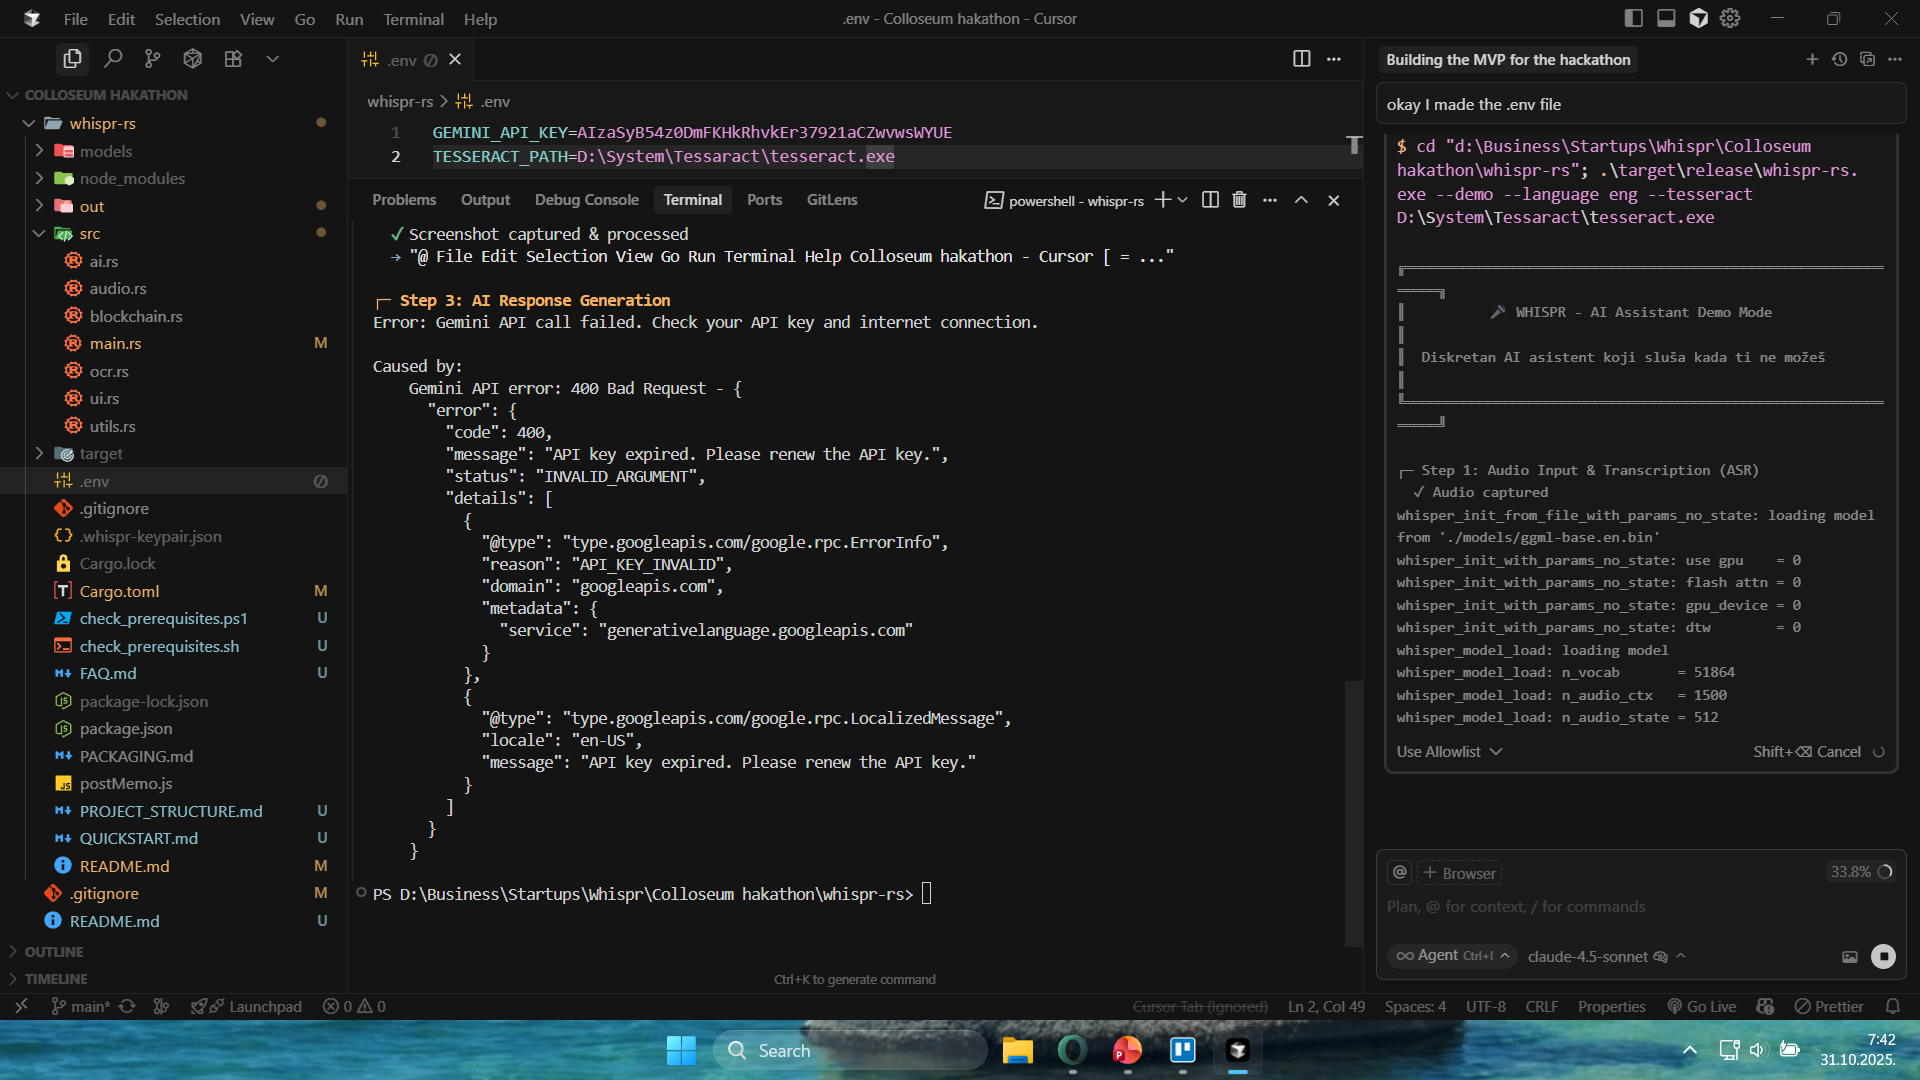 File Edit Selection View Go Run Terminal Help
.env - Colloseum hakathon - Cursor
COLLOSEUM HAKATHON
whispr-rs
models
node_modules
out
src
ai.rs
audio.rs
blockchain.rs
main.rs M
ocr.rs
ui.rs
utils.rs
target
.env
.gitignore
.whispr-keypair.json
Cargo.lock
Cargo.toml M
check_prerequisites.ps1 U
check_prerequisites.sh U
FAQ.md U
package-lock.json
package.json
PACKAGING.md
postMemo.js
PROJECT_STRUCTURE.md U
QUICKSTART.md U
README.md M
.gitignore M
README.md U
OUTLINE
TIMELINE
.env
whispr-rs > .env
1 GEMINI_API_KEY=AIzaSyB54z0DmFKHkRhvkEr37921aCZwvwsWYUE
2 TESSERACT_PATH=D:\System\Tessaract\tesseract.exe
Problems Output Debug Console Terminal Ports GitLens
powershell - whispr-rs
✓ Screenshot captured & processed
→ "@ File Edit Selection View Go Run Terminal Help Colloseum hakathon - Cursor [ = ..."
Step 3: AI Response Generation
Error: Gemini API call failed. Check your API key and internet connection.
Caused by:
Gemini API error: 400 Bad Request - {
"error": {
"code": 400,
"message": "API key expired. Please renew the API key.",
"status": "INVALID_ARGUMENT",
"details": [
{
"@type": "type.googleapis.com/google.rpc.ErrorInfo",
"reason": "API_KEY_INVALID",
"domain": "googleapis.com",
"metadata": {
"service": "generativelanguage.googleapis.com"
}
},
{
"@type": "type.googleapis.com/google.rpc.LocalizedMessage",
"locale": "en-US",
"message": "API key expired. Please renew the API key."
}
]
}
}
PS D:\Business\Startups\Whispr\Colloseum hakathon\whispr-rs>
Ctrl+K to generate command
Building the MVP for the hackathon
okay I made the .env file
$ cd "d:\Business\Startups\Whispr\Colloseum
hakathon\whispr-rs"; .\target\release\whispr-rs.
exe --demo --language eng --tesseract
D:\System\Tessaract\tesseract.exe
WHISPR - AI Assistant Demo Mode
Diskretan AI asistent koji sluša kada ti ne možeš
Step 1: Audio Input & Transcription (ASR)
✓ Audio captured
whisper_init_from_file_with_params_no_state: loading model
from './models/ggml-base.en.bin'
whisper_init_with_params_no_state: use gpu = 0
whisper_init_with_params_no_state: flash attn = 0
whisper_init_with_params_no_state: gpu_device = 0
whisper_init_with_params_no_state: dtw = 0
whisper_model_load: loading model
whisper_model_load: n_vocab = 51864
whisper_model_load: n_audio_ctx = 1500
whisper_model_load: n_audio_state = 512
Use Allowlist Shift+⌫ Cancel
@ + Browser 33.8%
Plan, @ for context, / for commands
∞ Agent Ctrl+I claude-4.5-sonnet
main* Launchpad 0 0
Cursor Tab (Ignored) Ln 2, Col 49 Spaces: 4 UTF-8 CRLF Properties Go Live Prettier
Search
7:42
31.10.2025.